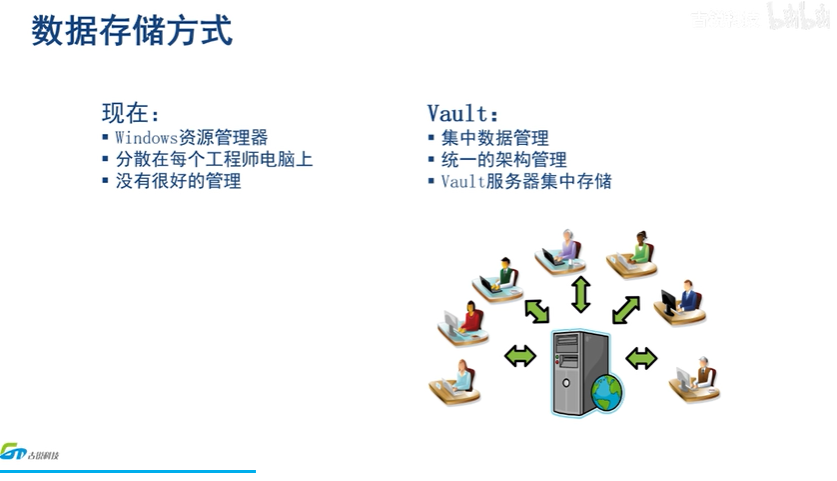 数据存储方式
现在：
Windows资源管理器
分散在每个工程师电脑上
没有很好的管理
Vault：
集中数据管理
统一的架构管理
Vault服务器集中存储
bilibili